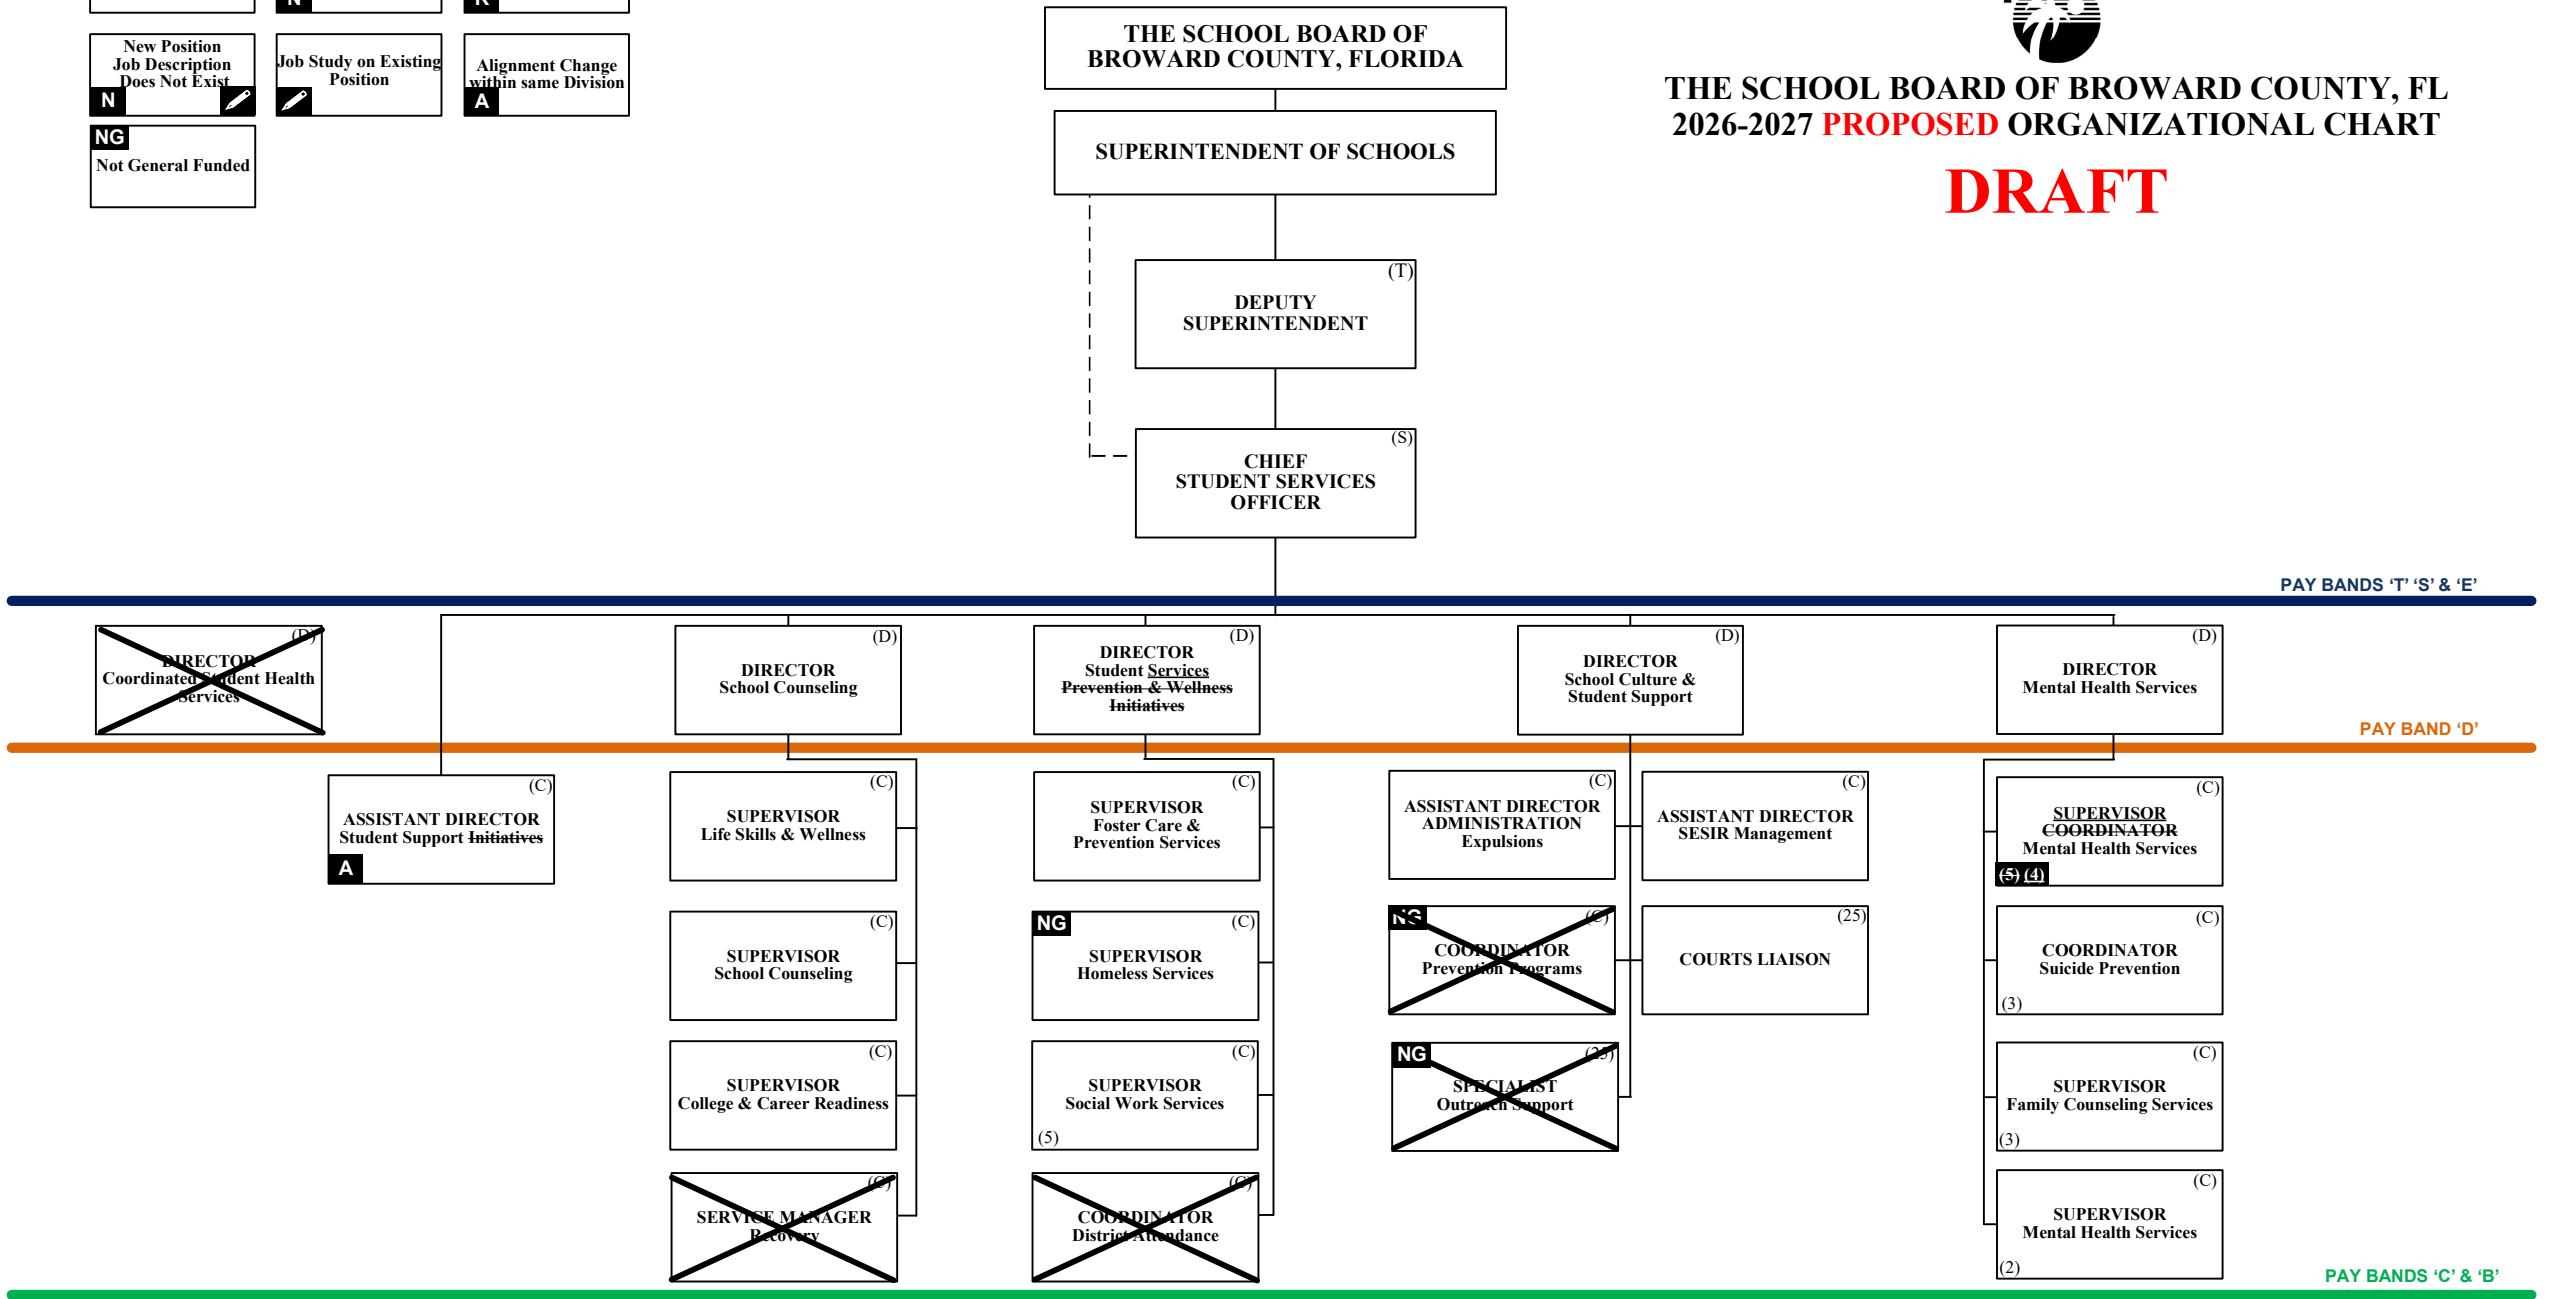 N
R
New Position
Job Description
Does Not Exist
N
Job Study on Existing
Position
Alignment Change
within same Division
A
NG
Not General Funded
THE SCHOOL BOARD OF
BROWARD COUNTY, FLORIDA
SUPERINTENDENT OF SCHOOLS
THE SCHOOL BOARD OF BROWARD COUNTY, FL
2026-2027 PROPOSED ORGANIZATIONAL CHART
DRAFT
(T)
DEPUTY
SUPERINTENDENT
(S)
CHIEF
STUDENT SERVICES
OFFICER
PAY BANDS ‘T’ ‘S’ & ‘E’
(D)
DIRECTOR
Coordinated Student Health
Services
(D)
DIRECTOR
School Counseling
(D)
DIRECTOR
Student Services
Prevention & Wellness
Initiatives
(D)
DIRECTOR
School Culture &
Student Support
(D)
DIRECTOR
Mental Health Services
PAY BAND ‘D’
(C)
ASSISTANT DIRECTOR
Student Support Initiatives
A
(C)
SUPERVISOR
Life Skills & Wellness
(C)
SUPERVISOR
School Counseling
(C)
SUPERVISOR
College & Career Readiness
(C)
SERVICE MANAGER
Recovery
(C)
SUPERVISOR
Foster Care &
Prevention Services
NG
(C)
SUPERVISOR
Homeless Services
(C)
SUPERVISOR
Social Work Services
(5)
(C)
COORDINATOR
District Attendance
(C)
ASSISTANT DIRECTOR
ADMINISTRATION
Expulsions
(C)
ASSISTANT DIRECTOR
SESIR Management
NG
(C)
COORDINATOR
Prevention Programs
(25)
COURTS LIAISON
NG
(25)
SPECIALIST
Outreach Support
(C)
SUPERVISOR
COORDINATOR
Mental Health Services
(5) (4)
(C)
COORDINATOR
Suicide Prevention
(3)
(C)
SUPERVISOR
Family Counseling Services
(3)
(C)
SUPERVISOR
Mental Health Services
(2)
PAY BANDS ‘C’ & ‘B’